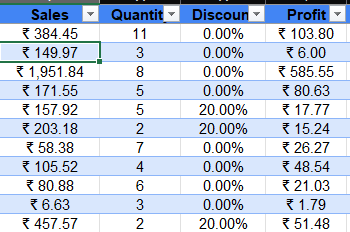 Sales Quantit Discoun Profit
₹ 384.45 11 0.00% ₹ 103.80
₹ 149.97 3 0.00% ₹ 6.00
₹ 1,951.84 8 0.00% ₹ 585.55
₹ 171.55 5 0.00% ₹ 80.63
₹ 157.92 5 20.00% ₹ 17.77
₹ 203.18 2 20.00% ₹ 15.24
₹ 58.38 7 0.00% ₹ 26.27
₹ 105.52 4 0.00% ₹ 48.54
₹ 80.88 6 0.00% ₹ 21.03
₹ 6.63 3 0.00% ₹ 1.79
₹ 457.57 2 20.00% ₹ 51.48